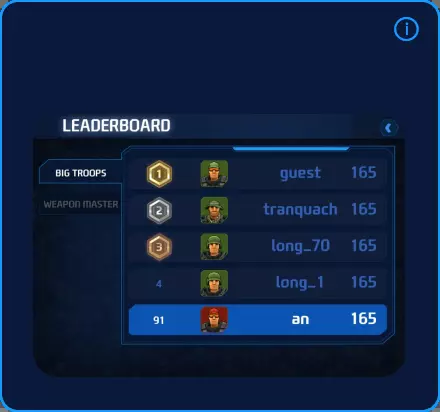 LEADERBOARD
BIG TROOPS
WEAPON MASTER
1 guest 165
2 tranquach 165
3 long_70 165
4 long_1 165
91 an 165